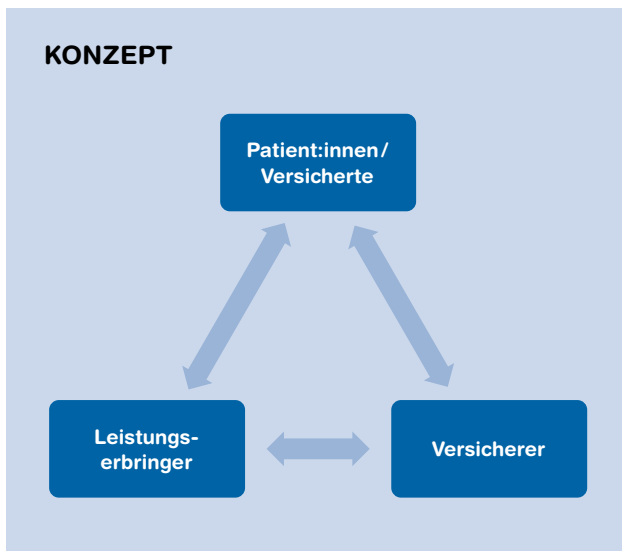 KONZEPT
Patient:innen/
Versicherte
Leistungs-
erbringer
Versicherer